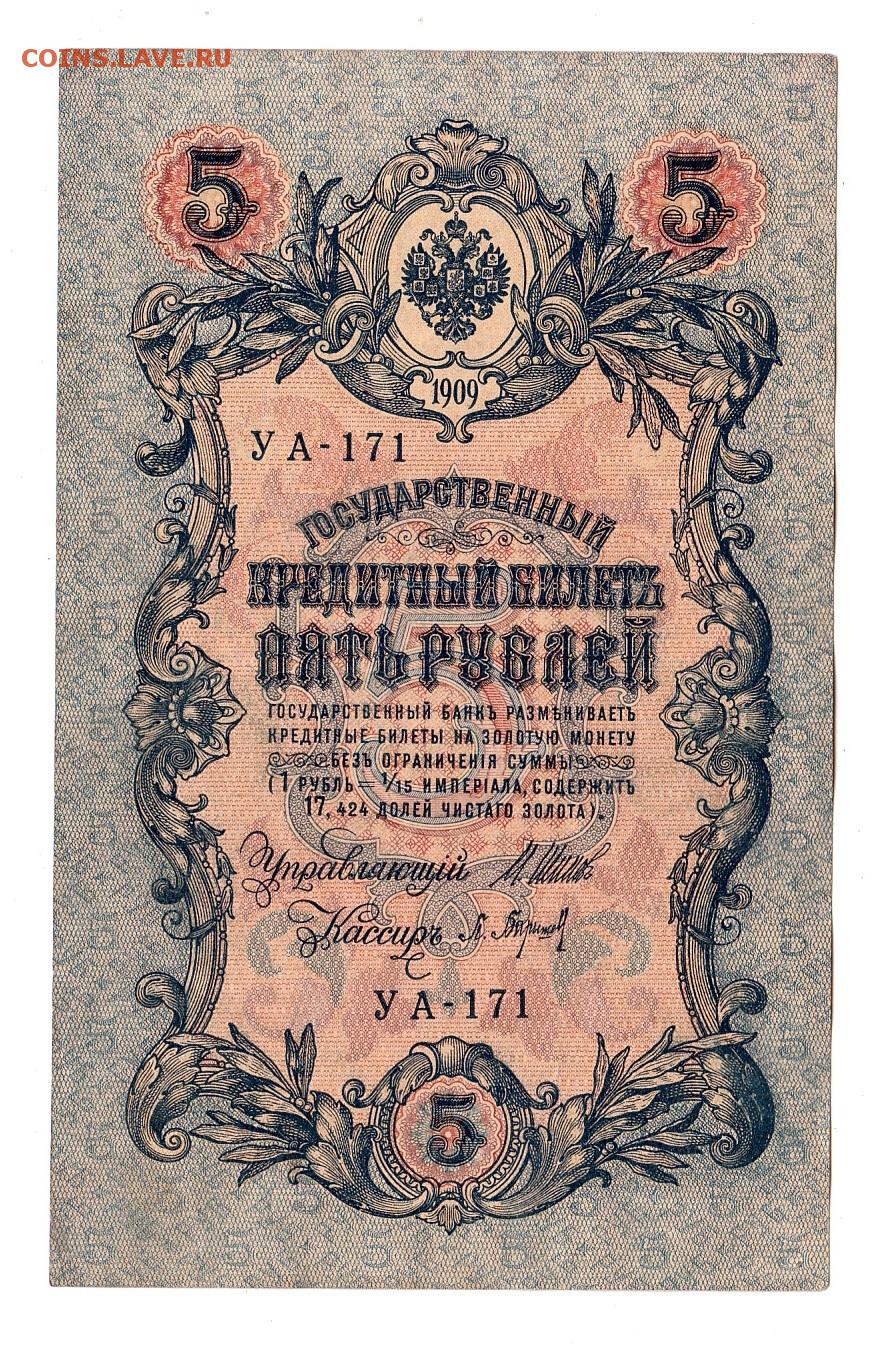 COINS.LAVE.RU
5 5
1909
УА-171
ГОСУДАРСТВЕННЫЙ
КРЕДИТНЫЙ БИЛЕТЪ
ПЯТЬ РУБЛЕЙ
ГОСУДАРСТВЕННЫЙ БАНКЪ РАЗМѢНИВАЕТЪ
КРЕДИТНЫЕ БИЛЕТЫ НА ЗОЛОТУЮ МОНЕТУ
БЕЗЪ ОГРАНИЧЕНІЯ СУММЫ
(1 РУБЛЬ — 1/15 ИМПЕРІАЛА, СОДЕРЖИТЪ
17,424 ДОЛЕЙ ЧИСТАГО ЗОЛОТА).
Управляющій И. Шиповъ
Кассиръ
УА-171
5